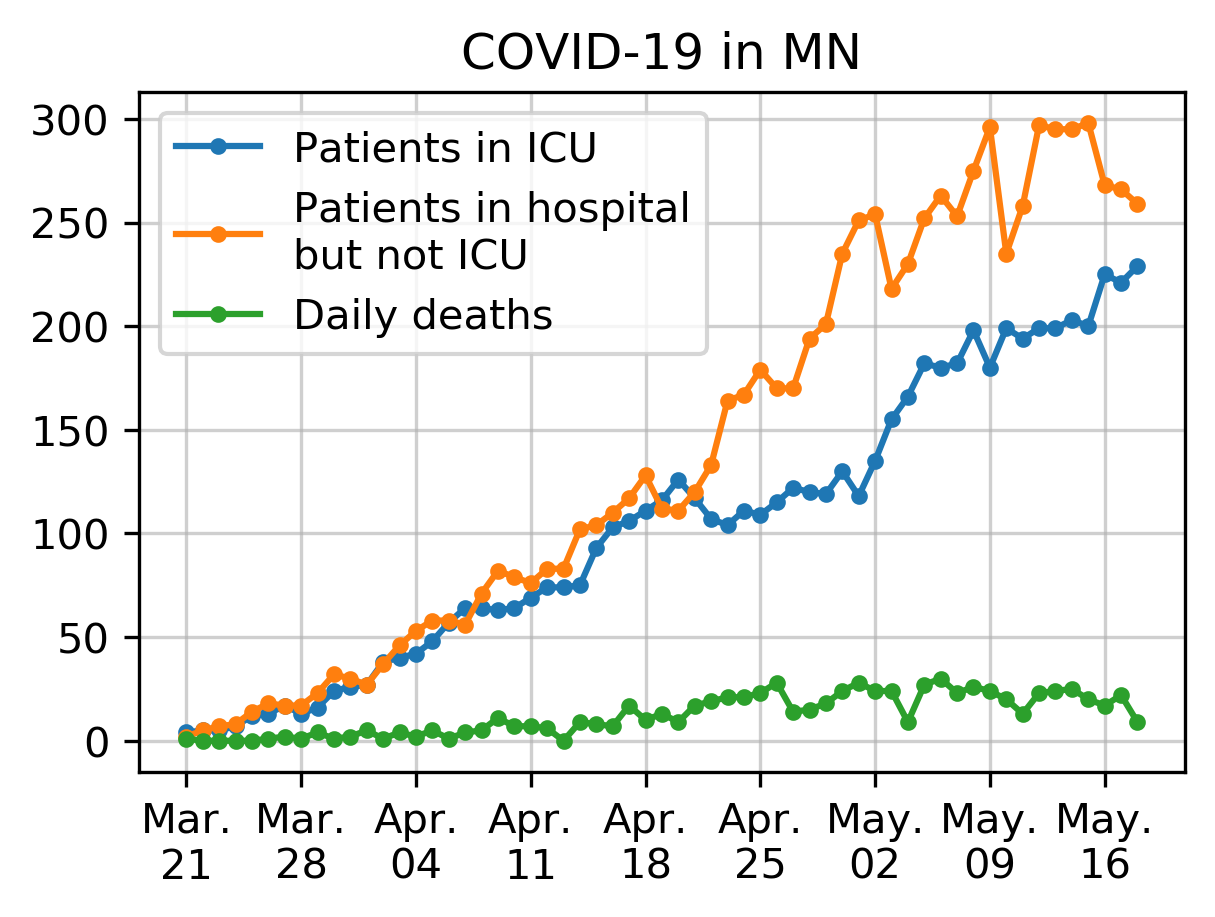 COVID-19 in MN
300
250
200
150
100
50
0
Patients in ICU
Patients in hospital
but not ICU
Daily deaths
Mar. Mar. Apr. Apr. Apr. Apr. May. May. May.
21 28 04 11 18 25 02 09 16